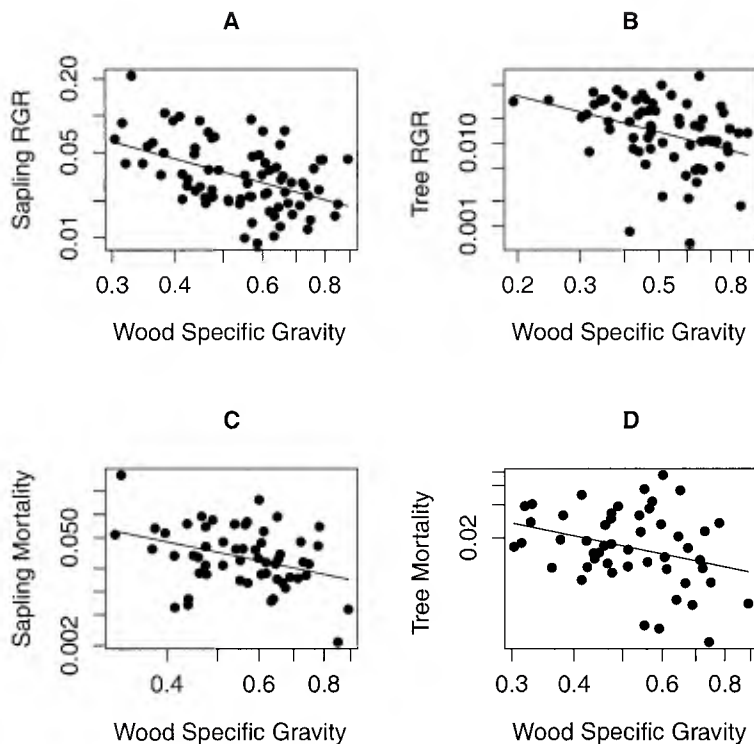 A
Sapling RGR
0.20
0.05
0.01
0.3 0.4 0.6 0.8
Wood Specific Gravity
B
Tree RGR
0.010
0.001
0.2 0.3 0.5 0.8
Wood Specific Gravity
C
Sapling Mortality
0.050
0.002
0.4 0.6 0.8
Wood Specific Gravity
D
Tree Mortality
0.02
0.3 0.4 0.6 0.8
Wood Specific Gravity